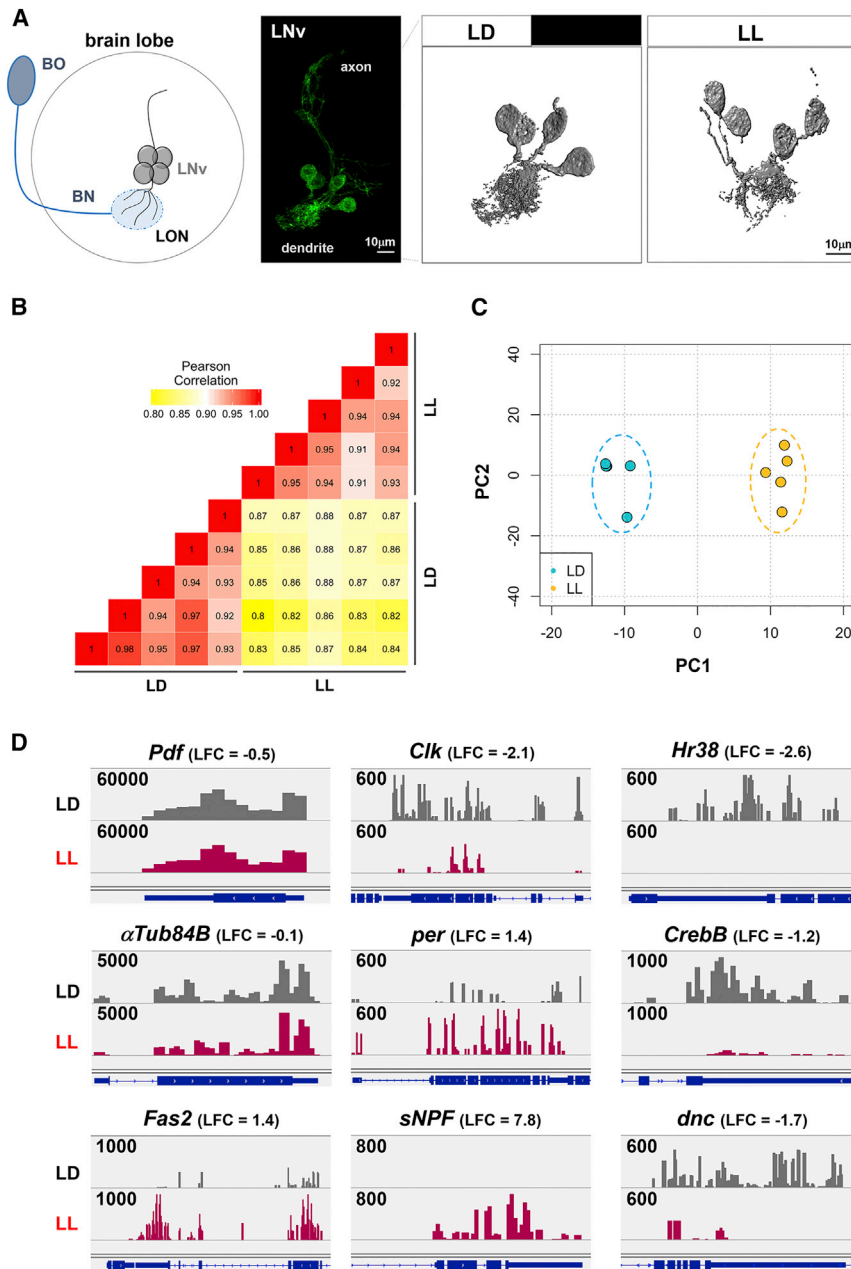 A
brain lobe
BO
LNv
BN
LON
LNv
axon
dendrite
10μm
LD
LL
10μm
B
Pearson
Correlation
0.80 0.85 0.90 0.95 1.00
1
1 0.92
1 0.94 0.94
1 0.95 0.91 0.94
1 0.95 0.94 0.91 0.93
1 0.87 0.87 0.88 0.87 0.87
1 0.94 0.85 0.86 0.88 0.87 0.86
1 0.94 0.93 0.85 0.86 0.88 0.87 0.87
1 0.94 0.97 0.92 0.8 0.82 0.86 0.83 0.82
1 0.98 0.95 0.97 0.93 0.83 0.85 0.87 0.84 0.84
LL
LD
LD LL
C
PC2
40
20
0
-20
-40
LD
LL
-20 -10 0 10 20
PC1
D
Pdf (LFC = -0.5)
LD
60000
LL
60000
Clk (LFC = -2.1)
600
600
Hr38 (LFC = -2.6)
600
600
αTub84B (LFC = -0.1)
LD
5000
LL
5000
per (LFC = 1.4)
600
600
CrebB (LFC = -1.2)
1000
1000
Fas2 (LFC = 1.4)
LD
1000
LL
1000
sNPF (LFC = 7.8)
800
800
dnc (LFC = -1.7)
600
600